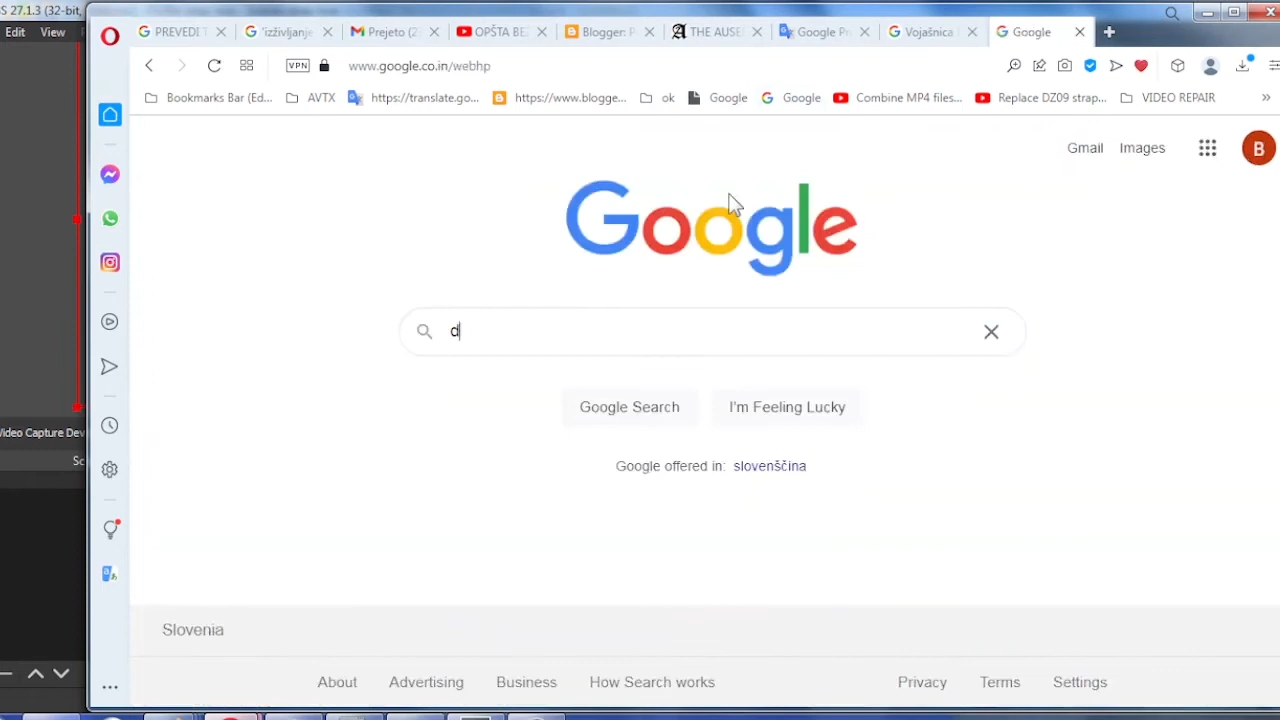 S 27.1.3 (32-bit,
Edit View
PREVEDI T
'izživljanje
Prejeto (2
OPŠTA BE
Blogger: P
THE AUSE
Google Pr
Vojašnica
Google
VPN
www.google.co.in/webhp
Bookmarks Bar (Ed...
AVTX
https://translate.go...
https://www.blogge...
ok
Google
Google
Combine MP4 files...
Replace DZ09 strap...
VIDEO REPAIR
»
Gmail Images
B
Google
d
Google Search
I'm Feeling Lucky
Google offered in: slovenščina
Video Capture Dev
Sc
Slovenia
About Advertising Business How Search works Privacy Terms Settings